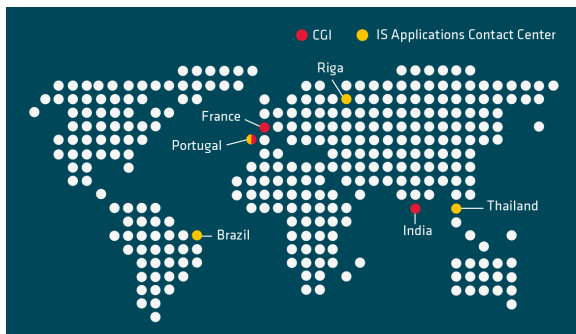 CGI
IS Applications Contact Center
Riga
France
Portugal
Thailand
India
Brazil